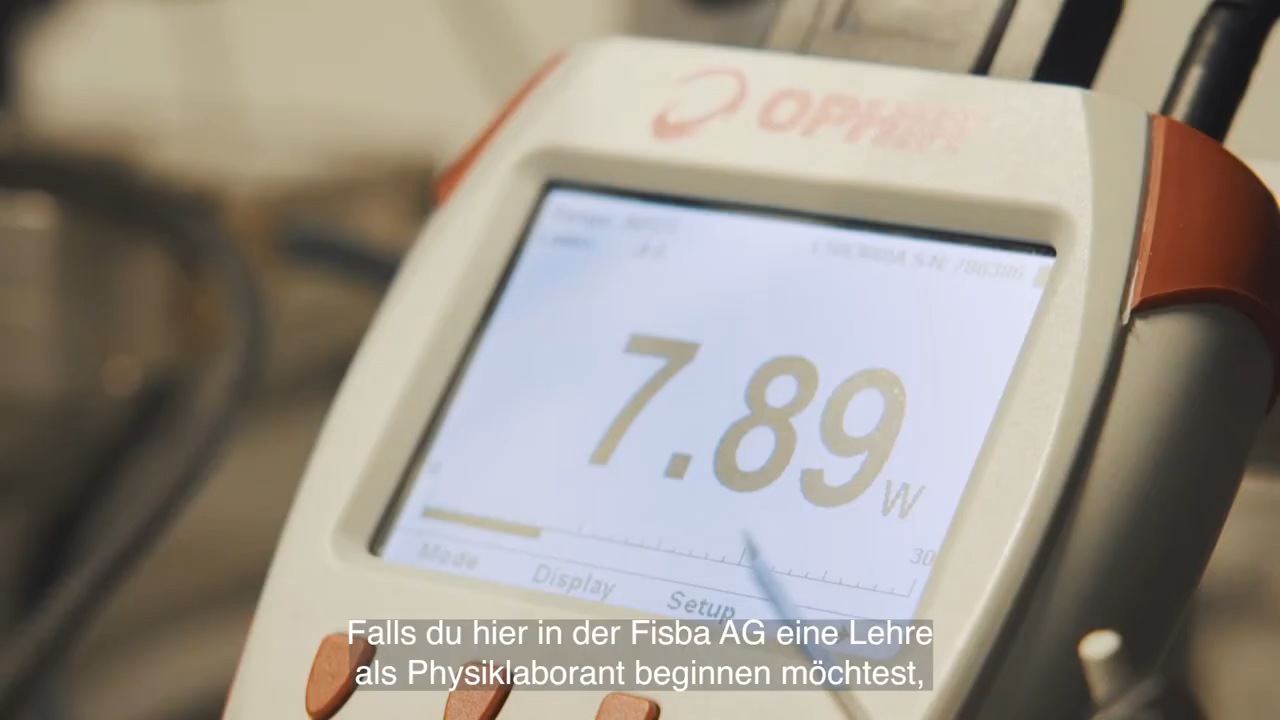 OPHIR
7.89 W
30
Mode Display Setup
Falls du hier in der Fisba AG eine Lehre
als Physiklaborant beginnen möchtest,